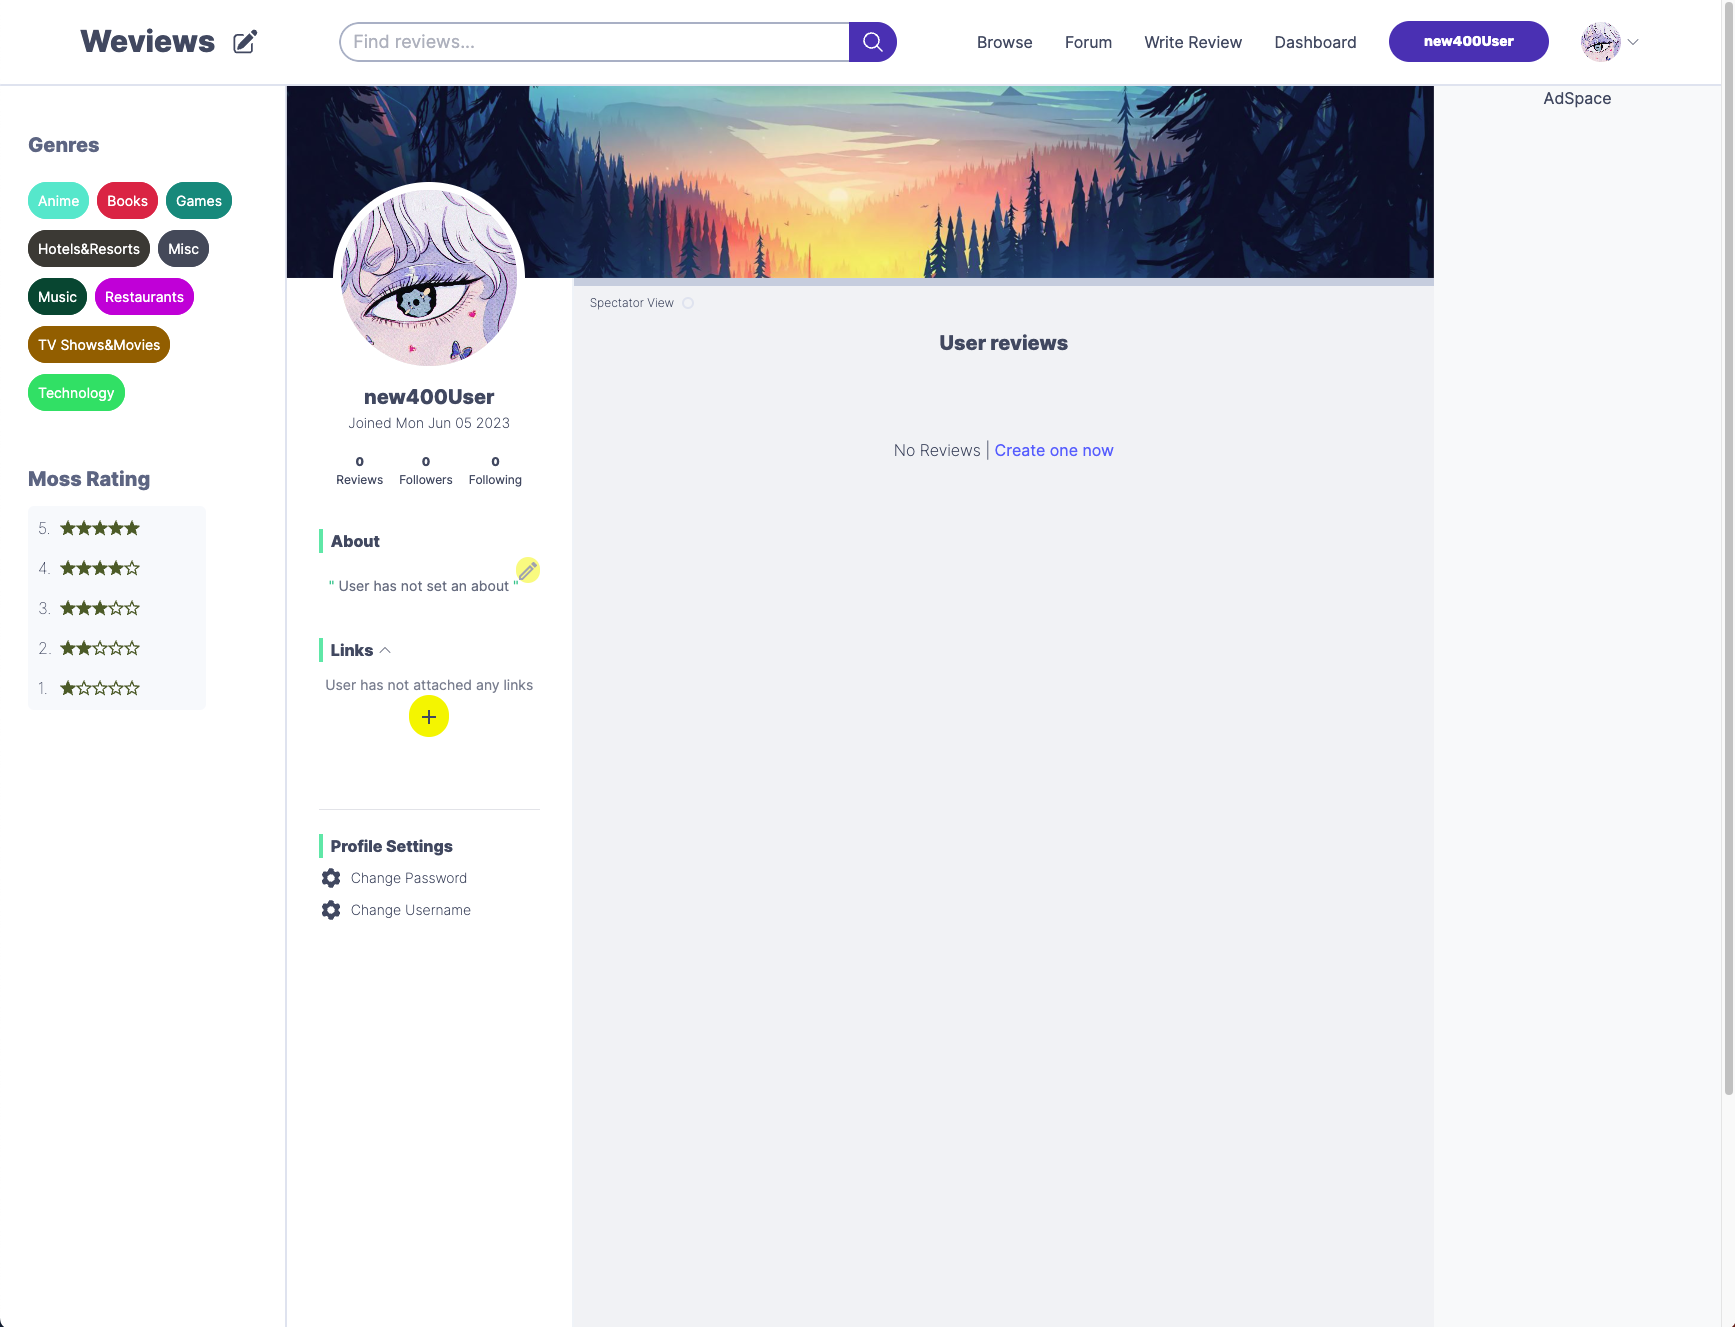 Weviews
Find reviews...
Browse
Forum
Write Review
Dashboard
new400User
AdSpace
Genres
Anime
Books
Games
Hotels&Resorts
Misc
Music
Restaurants
TV Shows&Movies
Technology
Moss Rating
5. ★★★★★
4. ★★★★☆
3. ★★★☆☆
2. ★★☆☆☆
1. ★☆☆☆☆
new400User
Joined Mon Jun 05 2023
0 0 0
Reviews Followers Following
About
" User has not set an about "
Links
User has not attached any links
+
Profile Settings
Change Password
Change Username
Spectator View
User reviews
No Reviews | Create one now